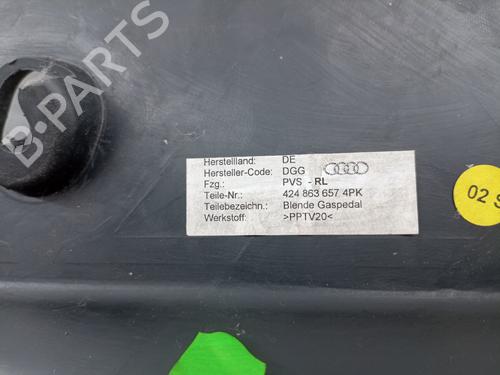 B-PARTS
Herstellland: DE
Hersteller-Code: DGG
Fzg.: PVS - RL
Teile-Nr.: 424 863 657 4PK
Teilebezeichn.: Blende Gaspedal
Werkstoff: >PPTV20<
02